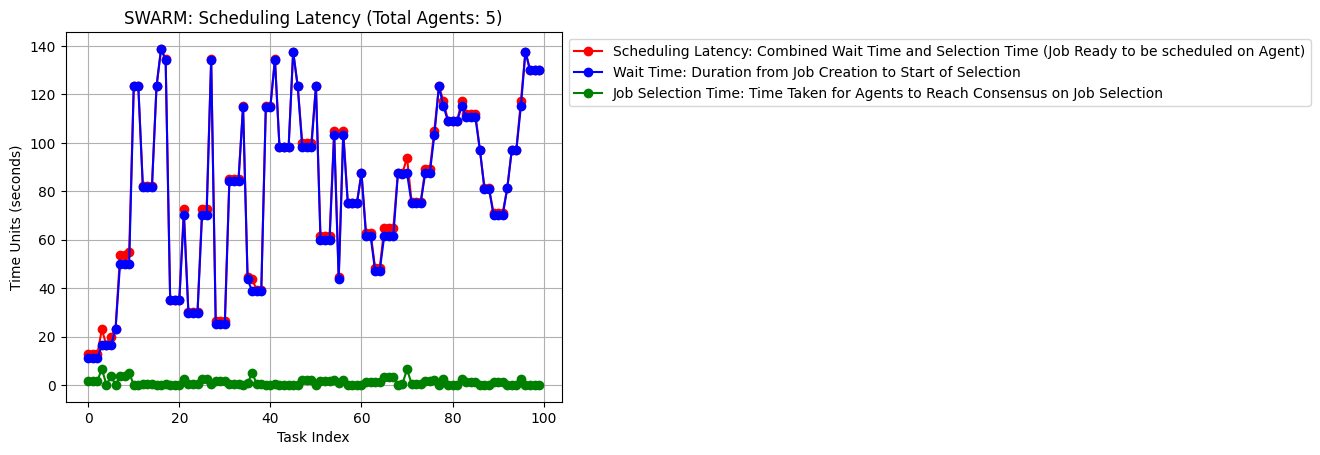 SWARM: Scheduling Latency (Total Agents: 5)
Scheduling Latency: Combined Wait Time and Selection Time (Job Ready to be scheduled on Agent)
Wait Time: Duration from Job Creation to Start of Selection
Job Selection Time: Time Taken for Agents to Reach Consensus on Job Selection
Time Units (seconds)
140
120
100
80
60
40
20
0
0 20 40 60 80 100
Task Index